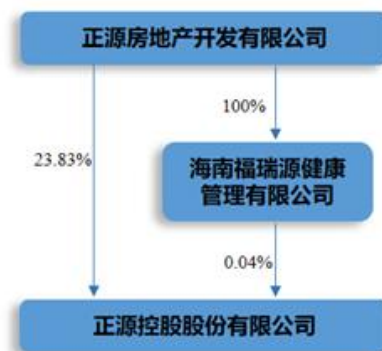 正源房地产开发有限公司
100%
23.83%
海南福瑞源健康
管理有限公司
0.04%
正源控股股份有限公司